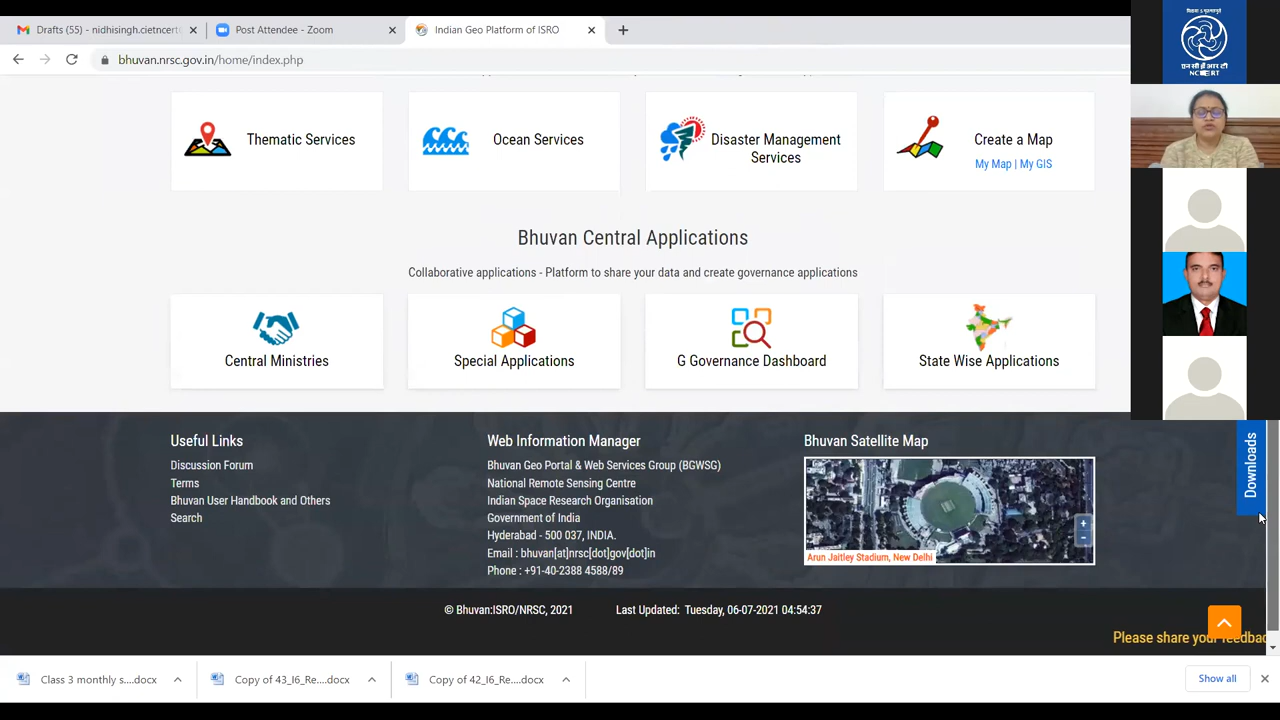 Drafts (55) - nidhisingh.cietncert
Post Attendee - Zoom
Indian Geo Platform of ISRO
bhuvan.nrsc.gov.in/home/index.php
Thematic Services
Ocean Services
Disaster Management
Services
Create a Map
My Map | My GIS
Bhuvan Central Applications
Collaborative applications - Platform to share your data and create governance applications
Central Ministries
Special Applications
G Governance Dashboard
State Wise Applications
Useful Links
Discussion Forum
Terms
Bhuvan User Handbook and Others
Search
Web Information Manager
Bhuvan Geo Portal & Web Services Group (BGWSG)
National Remote Sensing Centre
Indian Space Research Organisation
Government of India
Hyderabad - 500 037, INDIA.
Email : bhuvan[at]nrsc[dot]gov[dot]in
Phone : +91-40-2388 4588/89
Bhuvan Satellite Map
+
-
Arun Jaitley Stadium, New Delhi
Downloads
© Bhuvan:ISRO/NRSC, 2021
Last Updated: Tuesday, 06-07-2021 04:54:37
Please share your feedbac
Class 3 monthly s....docx
Copy of 43_I6_Re....docx
Copy of 42_I6_Re....docx
Show all
एन सी ई आर टी
NCERT